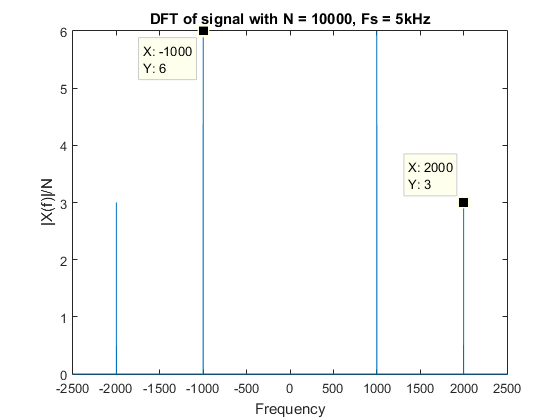 DFT of signal with N = 10000, Fs = 5kHz
6
X: -1000
Y: 6
5
4
X: 2000
Y: 3
|X(f)|/N
3
2
1
0
-2500 -2000 -1500 -1000 -500 0 500 1000 1500 2000 2500
Frequency